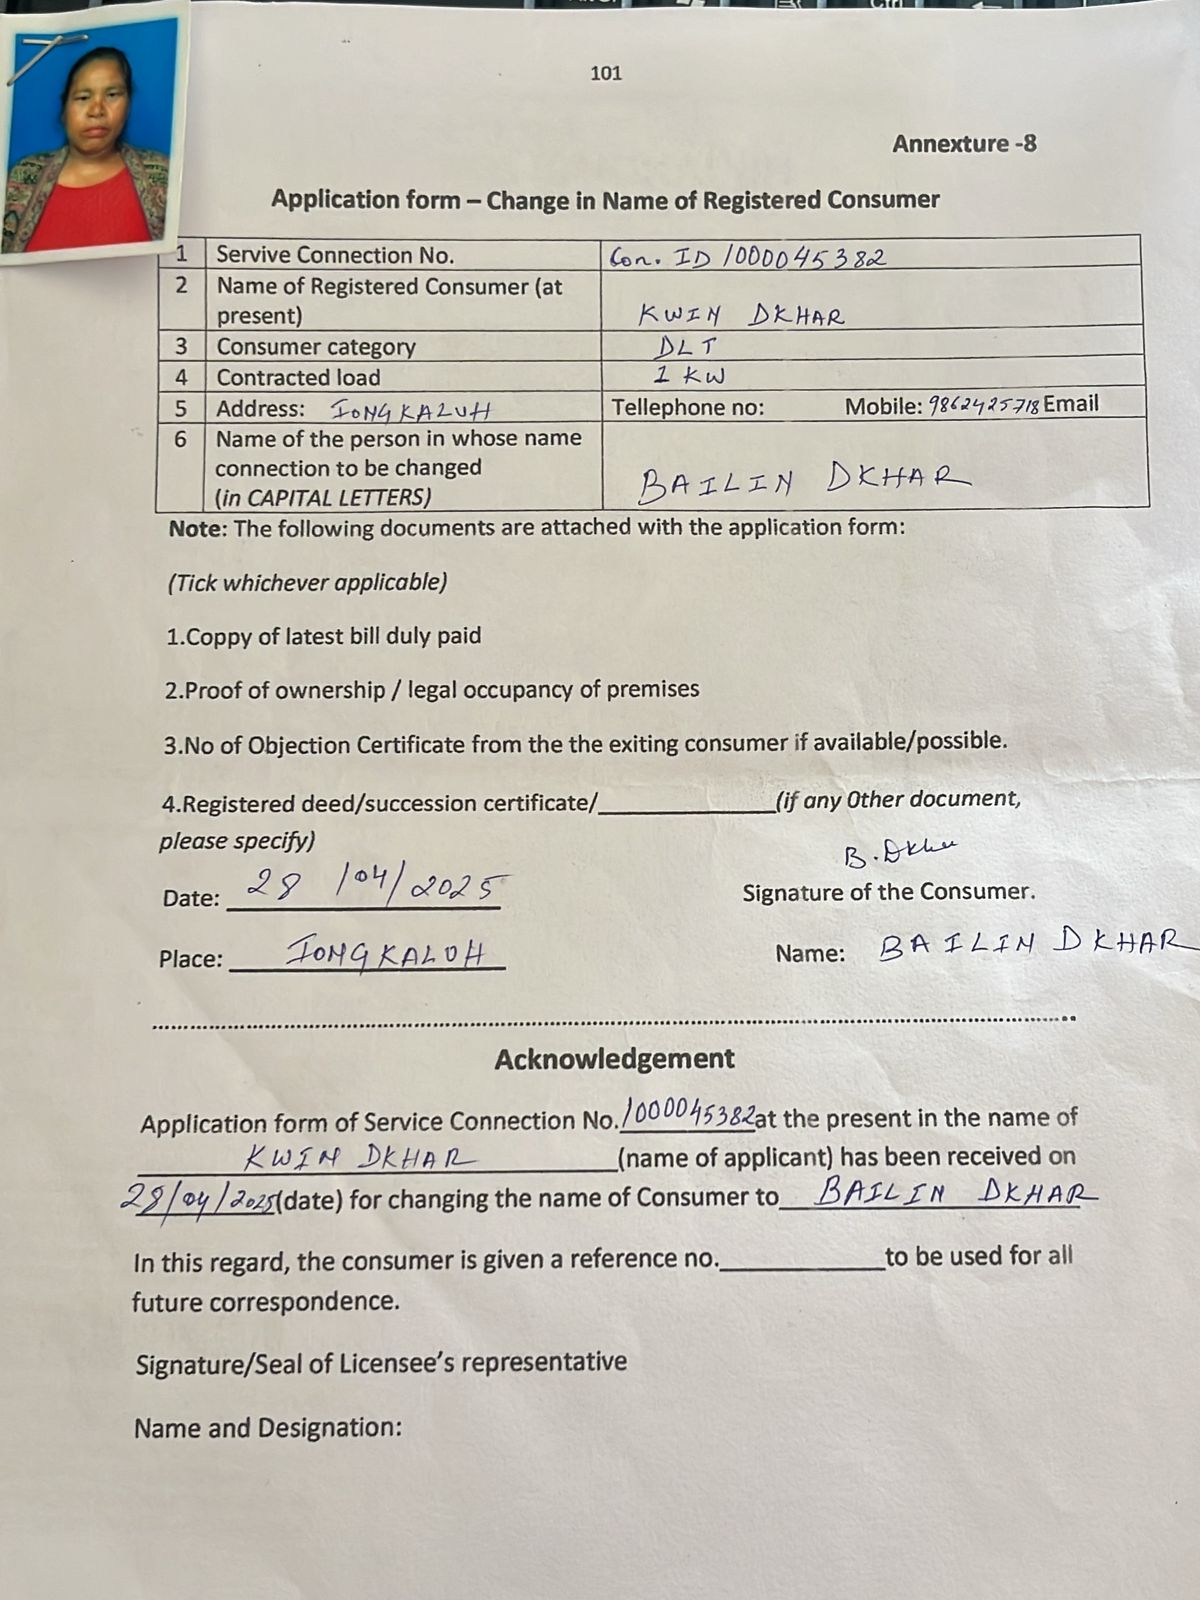 101
Annexture -8
Application form – Change in Name of Registered Consumer
1 Servive Connection No. Con. ID 1000045382
2 Name of Registered Consumer (at present) KWIN DKHAR
3 Consumer category DLT
4 Contracted load 1 KW
5 Address: IONGKALUH Tellephone no: Mobile: 9862425718 Email
6 Name of the person in whose name
connection to be changed
(in CAPITAL LETTERS) BAILIN DKHAR
Note: The following documents are attached with the application form:
(Tick whichever applicable)
1.Coppy of latest bill duly paid
2.Proof of ownership / legal occupancy of premises
3.No of Objection Certificate from the the exiting consumer if available/possible.
4.Registered deed/succession certificate/____________(if any Other document,
please specify)
B. Dkhar
Date: 28/04/2025 Signature of the Consumer.
Place: IONGKALUH Name: BAILIN DKHAR
Acknowledgement
Application form of Service Connection No. 1000045382 at the present in the name of
KWIN DKHAR (name of applicant) has been received on
28/04/2025 (date) for changing the name of Consumer to BAILIN DKHAR
In this regard, the consumer is given a reference no.____________to be used for all
future correspondence.
Signature/Seal of Licensee's representative
Name and Designation: